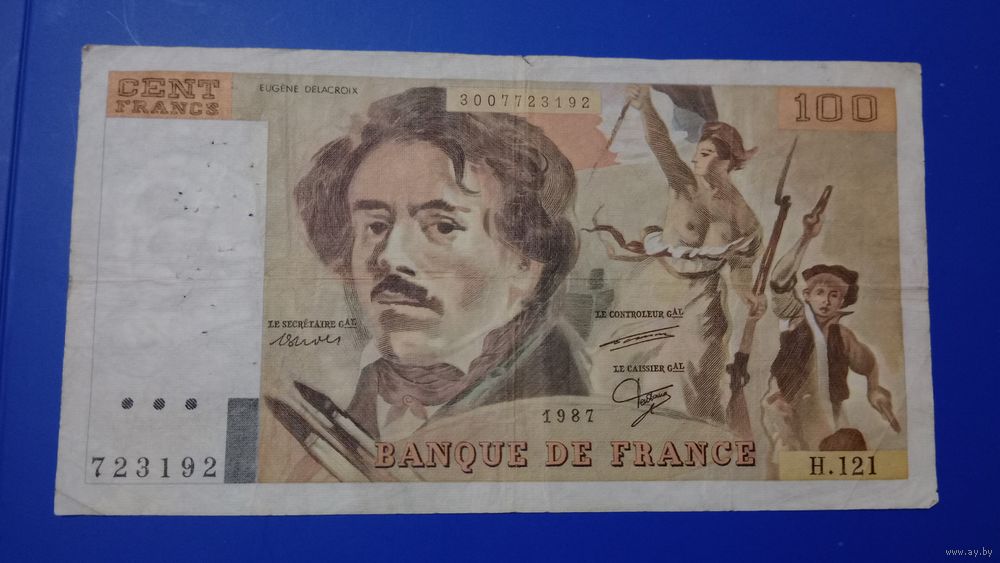 CENT
FRANCS
EUGÈNE DELACROIX
3007723192
100
LE SECRÉTAIRE GAL
LE CONTROLEUR GAL
LE CAISSIER GAL
1987
BANQUE DE FRANCE
723192
H.121
www.ay.by